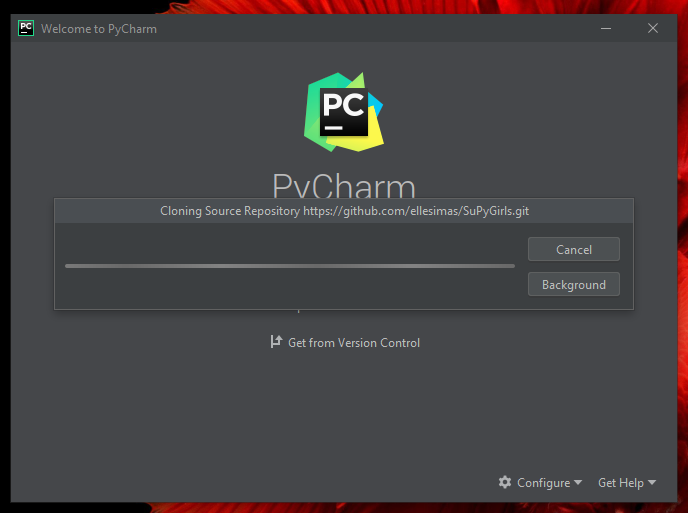 Welcome to PyCharm
PC
PyCharm
Cloning Source Repository https://github.com/ellesimas/SuPyGirls.git
Cancel
Background
Get from Version Control
Configure
Get Help